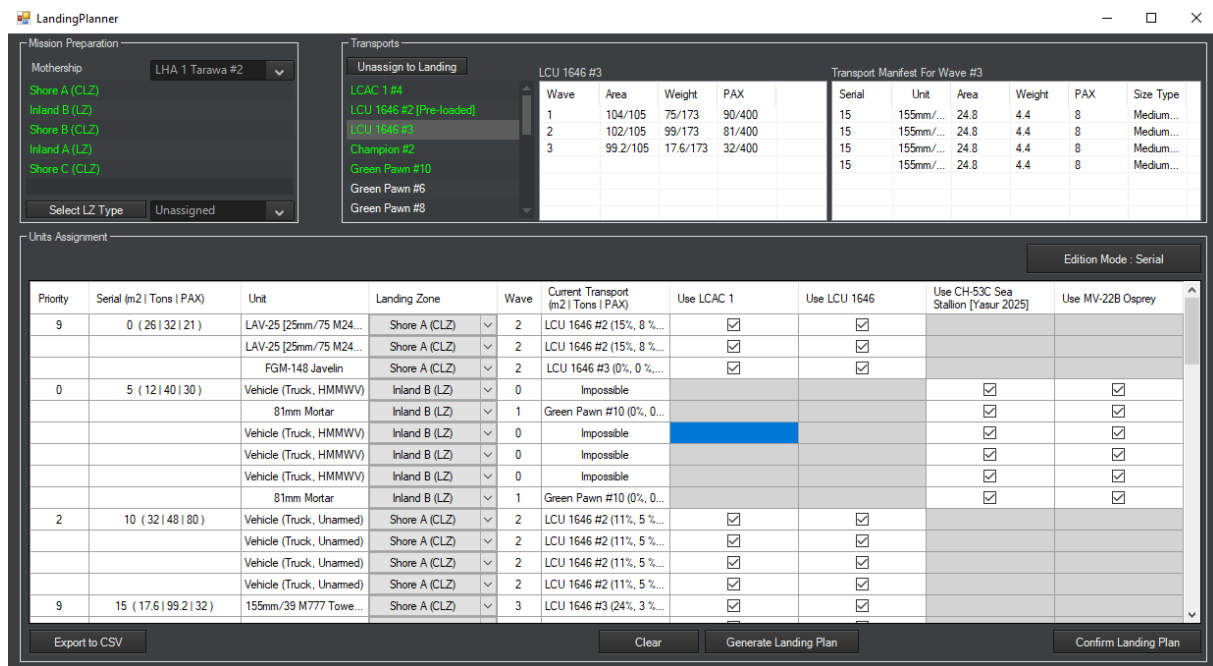 LandingPlanner
Mission Preparation
Mothership LHA 1 Tarawa #2
Shore A (CLZ)
Inland B (LZ)
Shore B (CLZ)
Inland A (LZ)
Shore C (CLZ)
Select LZ Type Unassigned
Transports
Unassign to Landing
LCAC 1 #4
LCU 1646 #2 [Pre-loaded]
LCU 1646 #3
Champion #2
Green Pawn #10
Green Pawn #6
Green Pawn #8
LCU 1646 #3
Wave Area Weight PAX
1 104/105 75/173 90/400
2 102/105 99/173 81/400
3 99.2/105 17.6/173 32/400
Transport Manifest For Wave #3
Serial Unit Area Weight PAX Size Type
15 155mm/... 24.8 4.4 8 Medium...
15 155mm/... 24.8 4.4 8 Medium...
15 155mm/... 24.8 4.4 8 Medium...
15 155mm/... 24.8 4.4 8 Medium...
Units Assignment
Edition Mode : Serial
Priority Serial (m2 | Tons | PAX) Unit Landing Zone Wave Current Transport (m2 | Tons | PAX) Use LCAC 1 Use LCU 1646 Use CH-53C Sea Stallion [Yasur 2025] Use MV-22B Osprey
9 0 ( 26 | 32 | 21 ) LAV-25 [25mm/75 M24... Shore A (CLZ) 2 LCU 1646 #2 (15%, 8 %...
LAV-25 [25mm/75 M24... Shore A (CLZ) 2 LCU 1646 #2 (15%, 8 %...
FGM-148 Javelin Shore A (CLZ) 2 LCU 1646 #3 (0%, 0 %,...
0 5 ( 12 | 40 | 30 ) Vehicle (Truck, HMMWV) Inland B (LZ) 0 Impossible
81mm Mortar Inland B (LZ) 1 Green Pawn #10 (0%, 0...
Vehicle (Truck, HMMWV) Inland B (LZ) 0 Impossible
Vehicle (Truck, HMMWV) Inland B (LZ) 0 Impossible
Vehicle (Truck, HMMWV) Inland B (LZ) 0 Impossible
81mm Mortar Inland B (LZ) 1 Green Pawn #10 (0%, 0...
2 10 ( 32 | 48 | 80 ) Vehicle (Truck, Unarmed) Shore A (CLZ) 2 LCU 1646 #2 (11%, 5 %...
Vehicle (Truck, Unarmed) Shore A (CLZ) 2 LCU 1646 #2 (11%, 5 %...
Vehicle (Truck, Unarmed) Shore A (CLZ) 2 LCU 1646 #2 (11%, 5 %...
Vehicle (Truck, Unarmed) Shore A (CLZ) 2 LCU 1646 #2 (11%, 5 %...
9 15 ( 17.6 | 99.2 | 32 ) 155mm/39 M777 Towe... Shore A (CLZ) 3 LCU 1646 #3 (24%, 3 %...
Export to CSV Clear Generate Landing Plan Confirm Landing Plan